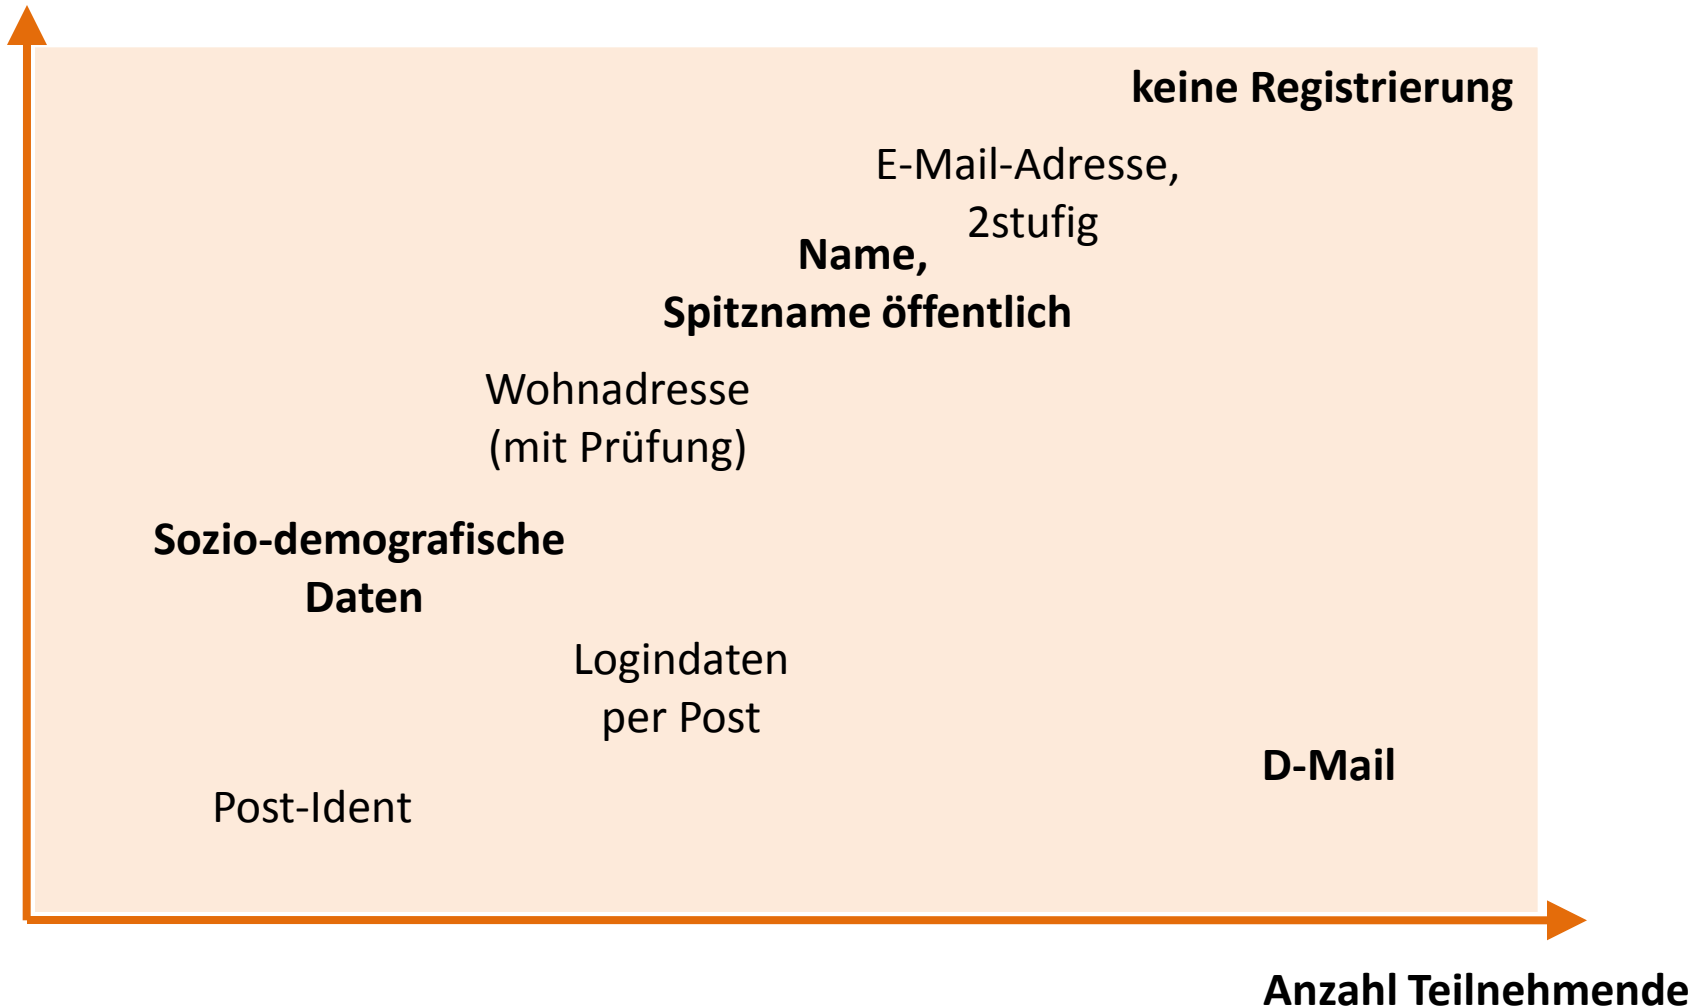 keine Registrierung
E-Mail-Adresse,
2stufig
Name,
Spitzname öffentlich
Wohnadresse
(mit Prüfung)
Sozio-demografische
Daten
Logindaten
per Post
D-Mail
Post-Ident
Anzahl Teilnehmende